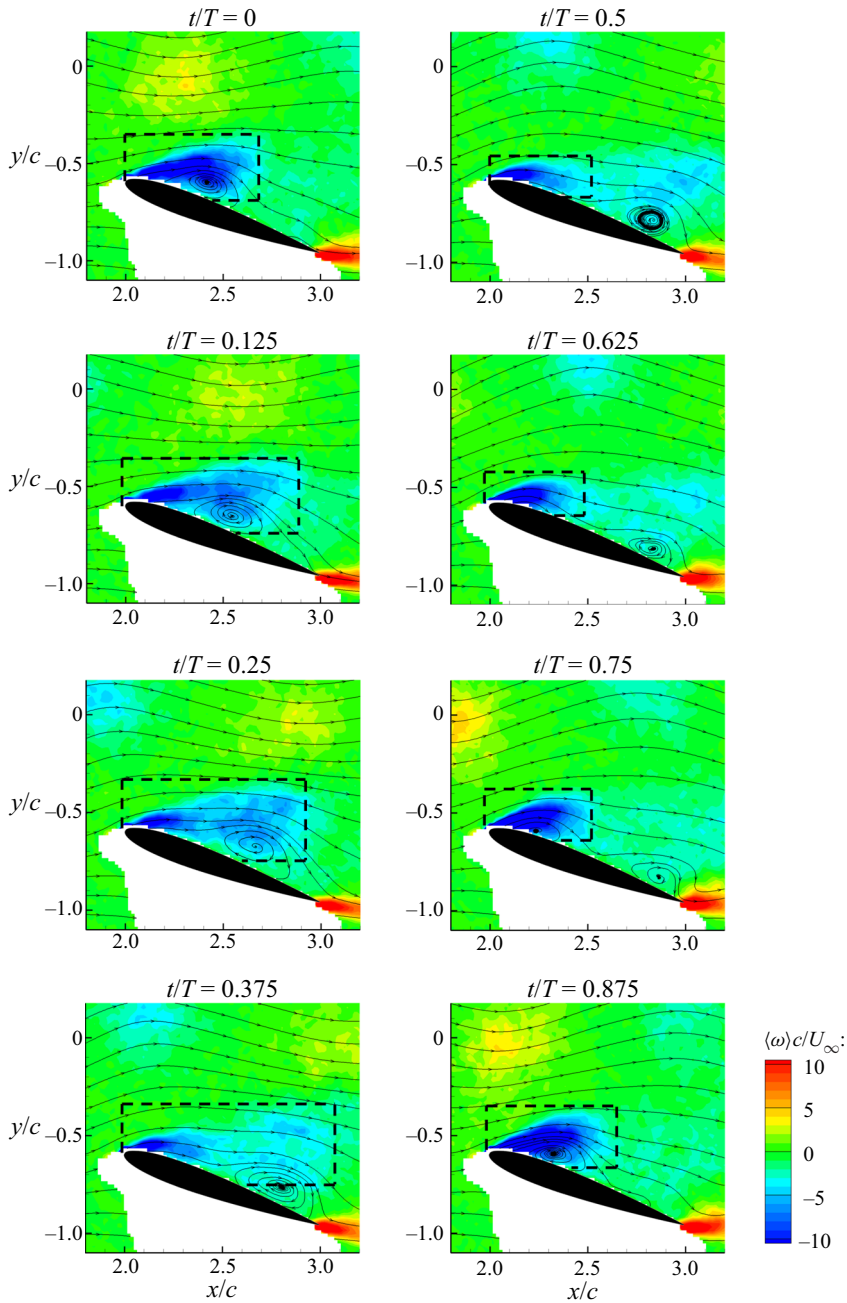 t/T = 0
t/T = 0.5
0
0
y/c
–0.5
–0.5
–1.0
–1.0
2.0 2.5 3.0
2.0 2.5 3.0
t/T = 0.125
t/T = 0.625
0
0
y/c
–0.5
–0.5
–1.0
–1.0
2.0 2.5 3.0
2.0 2.5 3.0
t/T = 0.25
t/T = 0.75
0
0
y/c
–0.5
–0.5
–1.0
–1.0
2.0 2.5 3.0
2.0 2.5 3.0
t/T = 0.375
t/T = 0.875
0
0
y/c
–0.5
–0.5
–1.0
–1.0
2.0 2.5 3.0
2.0 2.5 3.0
x/c
x/c
⟨ω⟩c/U∞:
10
5
0
–5
–10